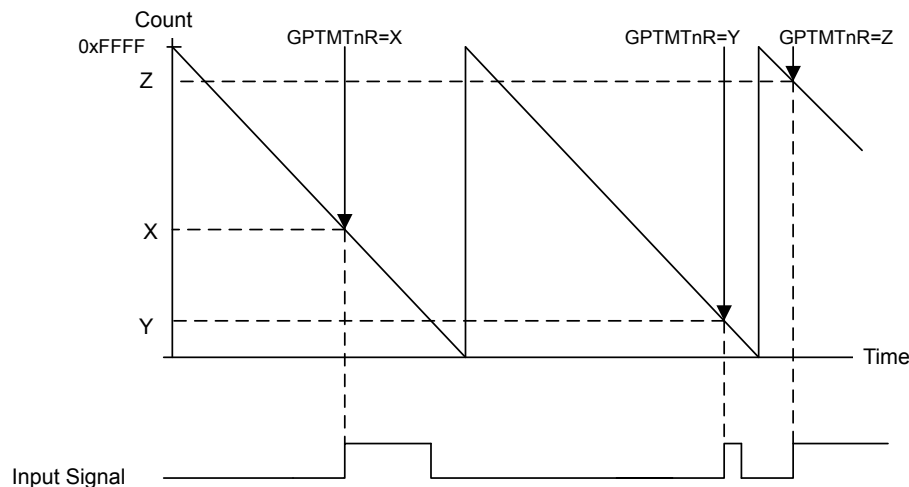 Count
0xFFFF
GPTMTnR=X
GPTMTnR=Y
GPTMTnR=Z
Z
X
Y
Time
Input Signal